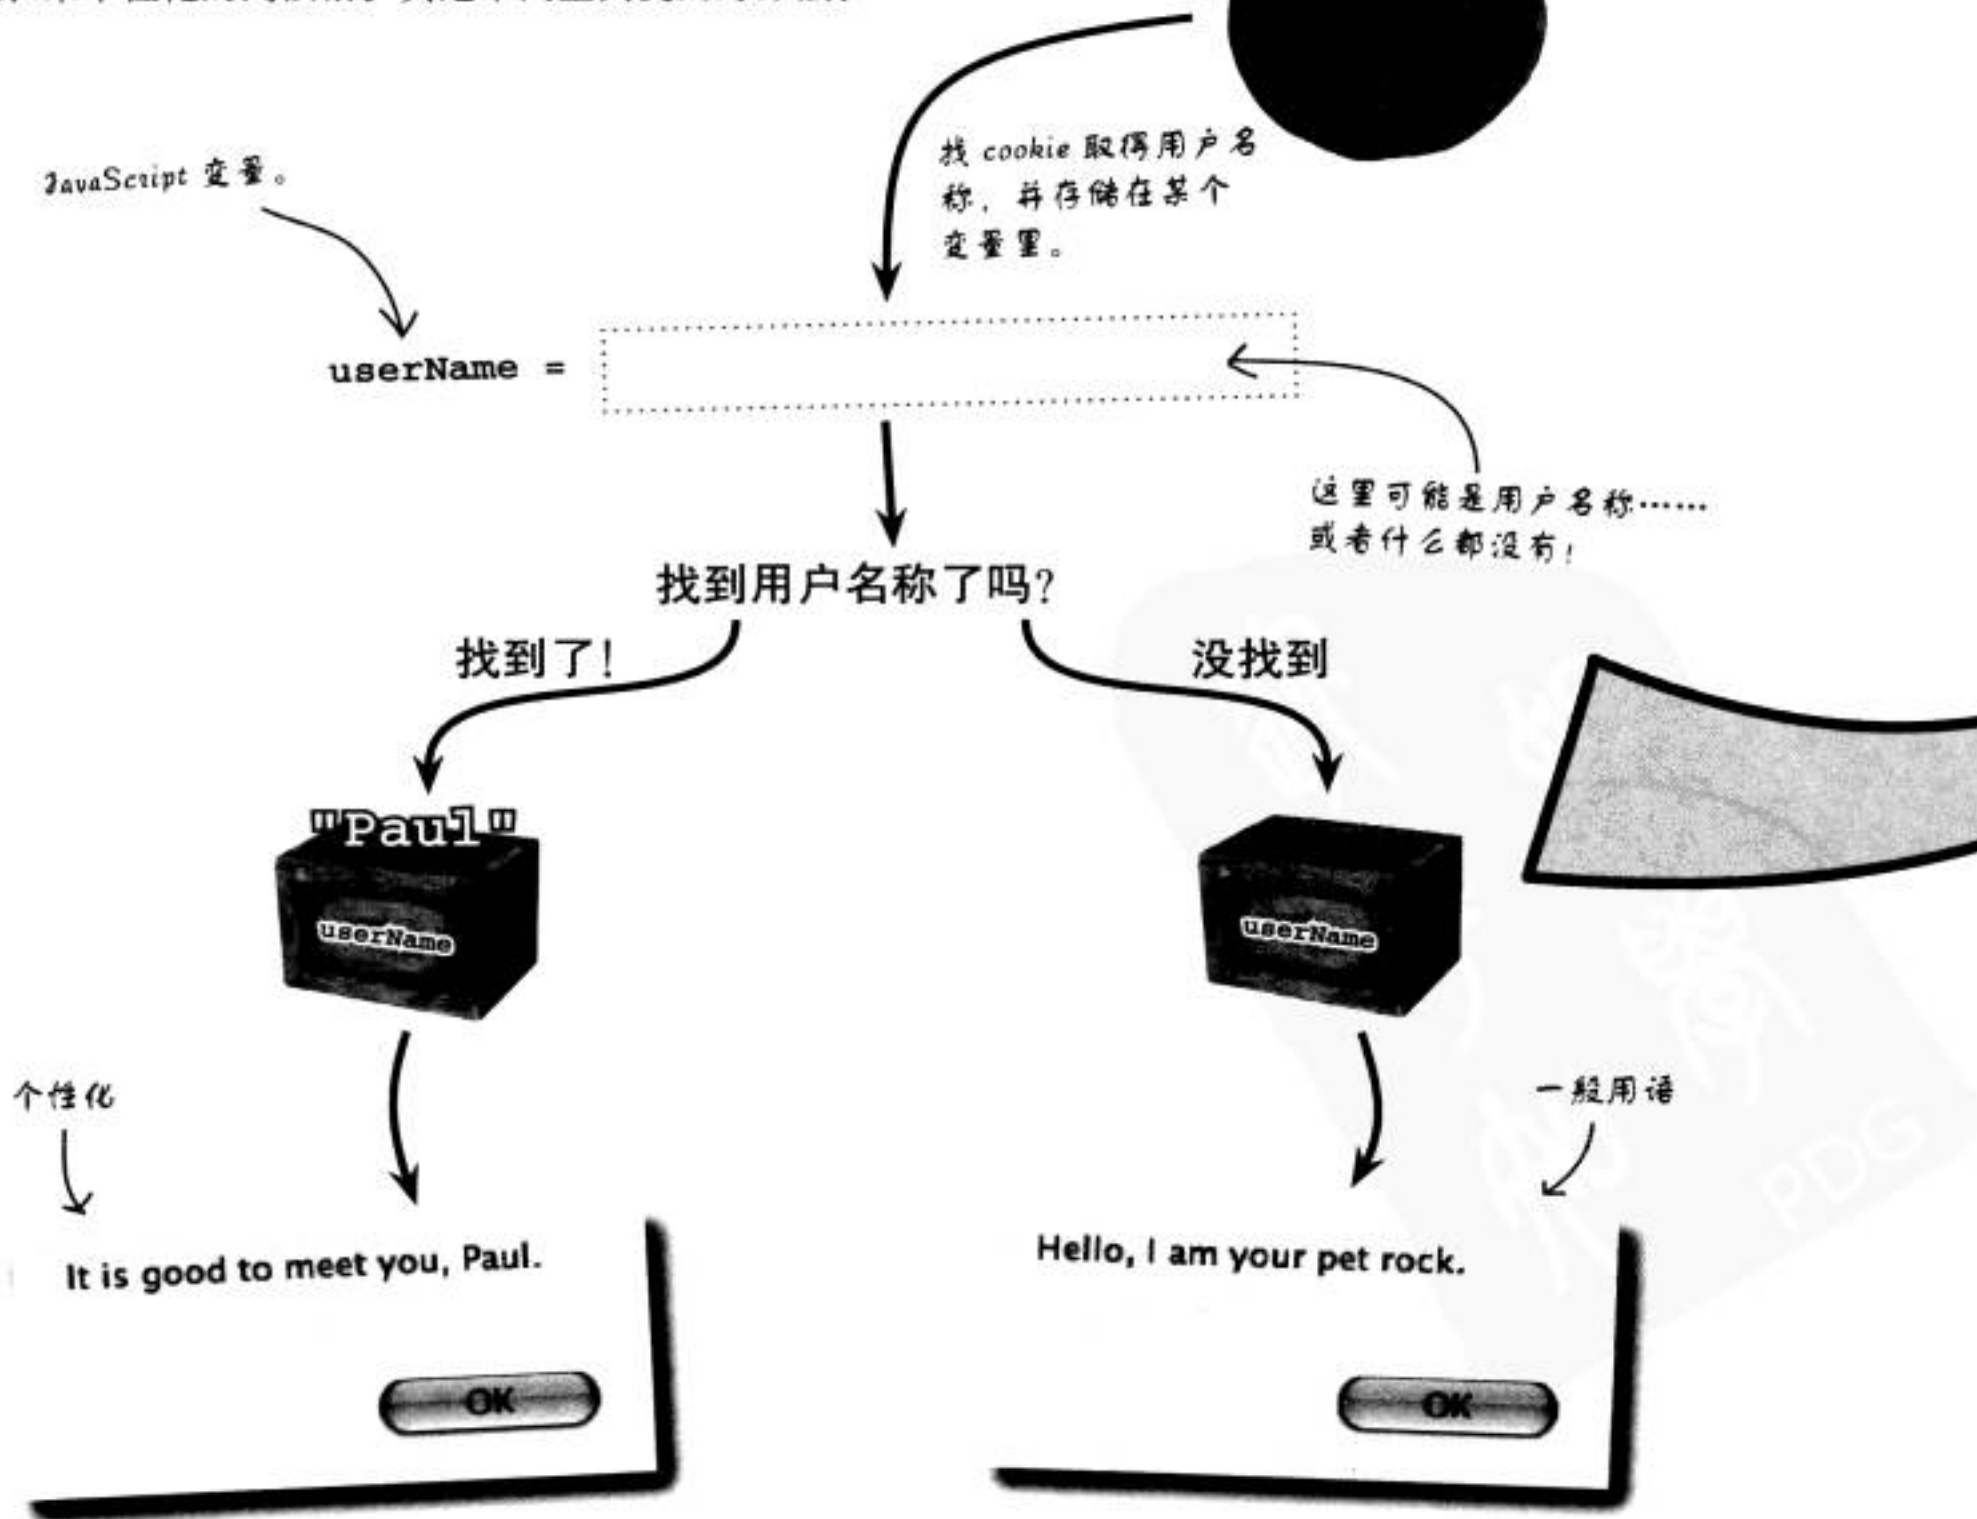 JavaScript 变量。
找 cookie 取得用户名
称，并存储在某个
变量里。
userName =
这里可能是用户名称……
或者什么都没有！
找到用户名称了吗？
找到了！
没找到
"Paul"
userName
userName
个性化
一般用语
It is good to meet you, Paul.
Hello, I am your pet rock.
OK
OK
PDG